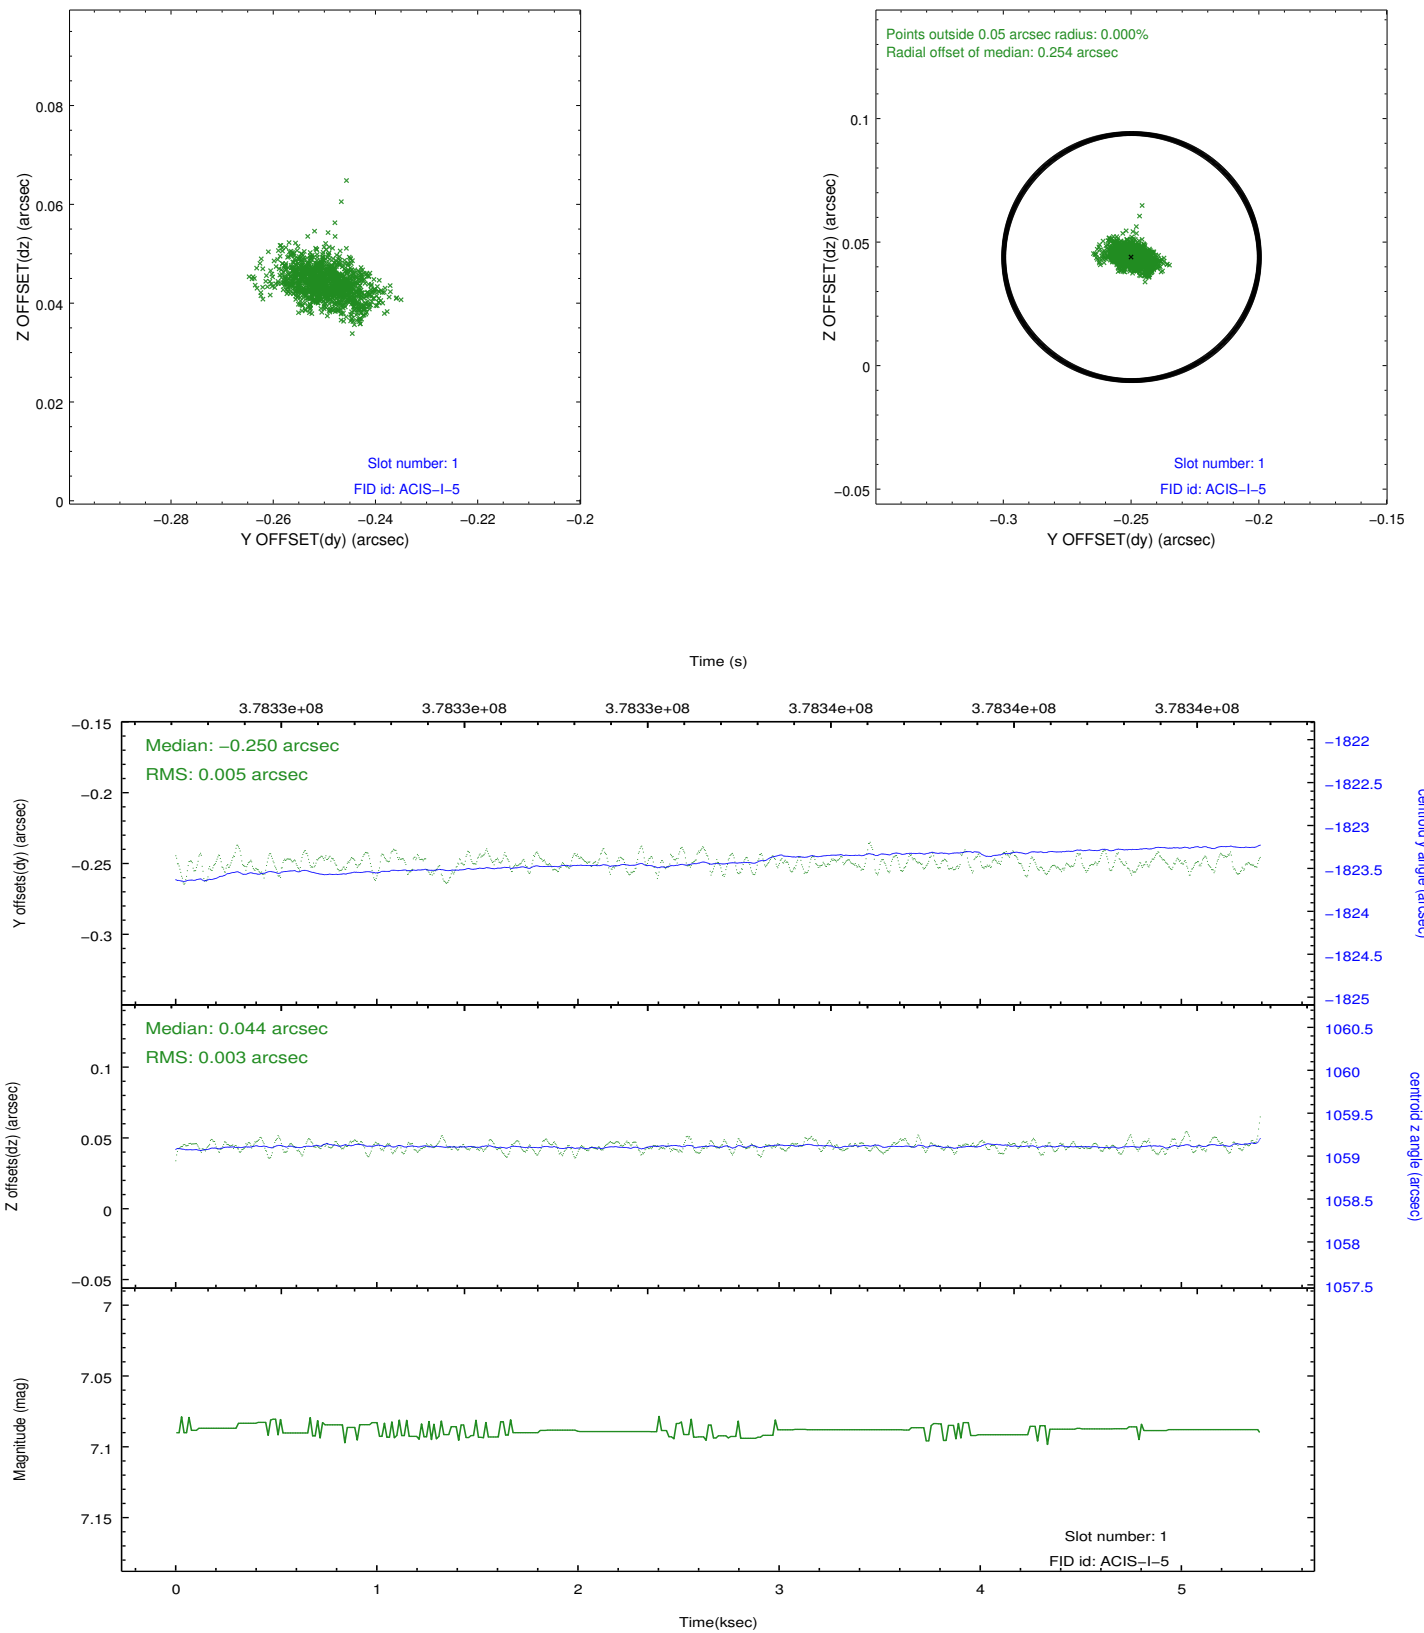 0.08
0.06
0.04
0.02
0
Z OFFSET(dz) (arcsec)
Slot number: 1
FID id: ACIS−I−5
−0.28
−0.26
−0.24
−0.22
−0.2
Y OFFSET(dy) (arcsec)
Points outside 0.05 arcsec radius: 0.000%
Radial offset of median: 0.254 arcsec
0.1
0.05
0
−0.05
Z OFFSET(dz) (arcsec)
Slot number: 1
FID id: ACIS−I−5
−0.3
−0.25
−0.2
−0.15
Y OFFSET(dy) (arcsec)
Time (s)
3.7833e+08
3.7833e+08
3.7833e+08
3.7834e+08
3.7834e+08
3.7834e+08
−0.15
−0.2
−0.25
−0.3
Y offsets(dy) (arcsec)
Median: −0.250 arcsec
RMS: 0.005 arcsec
−1822
−1822.5
−1823
−1823.5
−1824
−1824.5
−1825
centroid y angle (arcsec)
0.1
0.05
0
−0.05
Z offsets(dz) (arcsec)
Median: 0.044 arcsec
RMS: 0.003 arcsec
1060.5
1060
1059.5
1059
1058.5
1058
1057.5
centroid z angle (arcsec)
7
7.05
7.1
7.15
Magnitude (mag)
Slot number: 1
FID id: ACIS−I−5
0
1
2
3
4
5
Time(ksec)